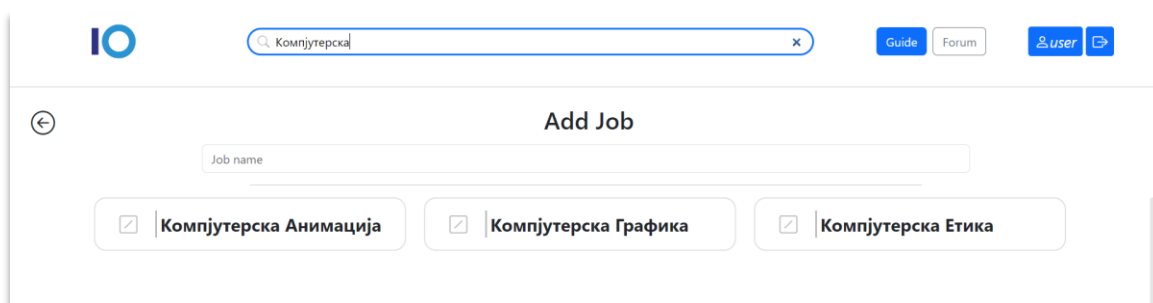 IO
Компјутерска
Guide
Forum
user
Add Job
Job name
Компјутерска Анимација
Компјутерска Графика
Компјутерска Етика